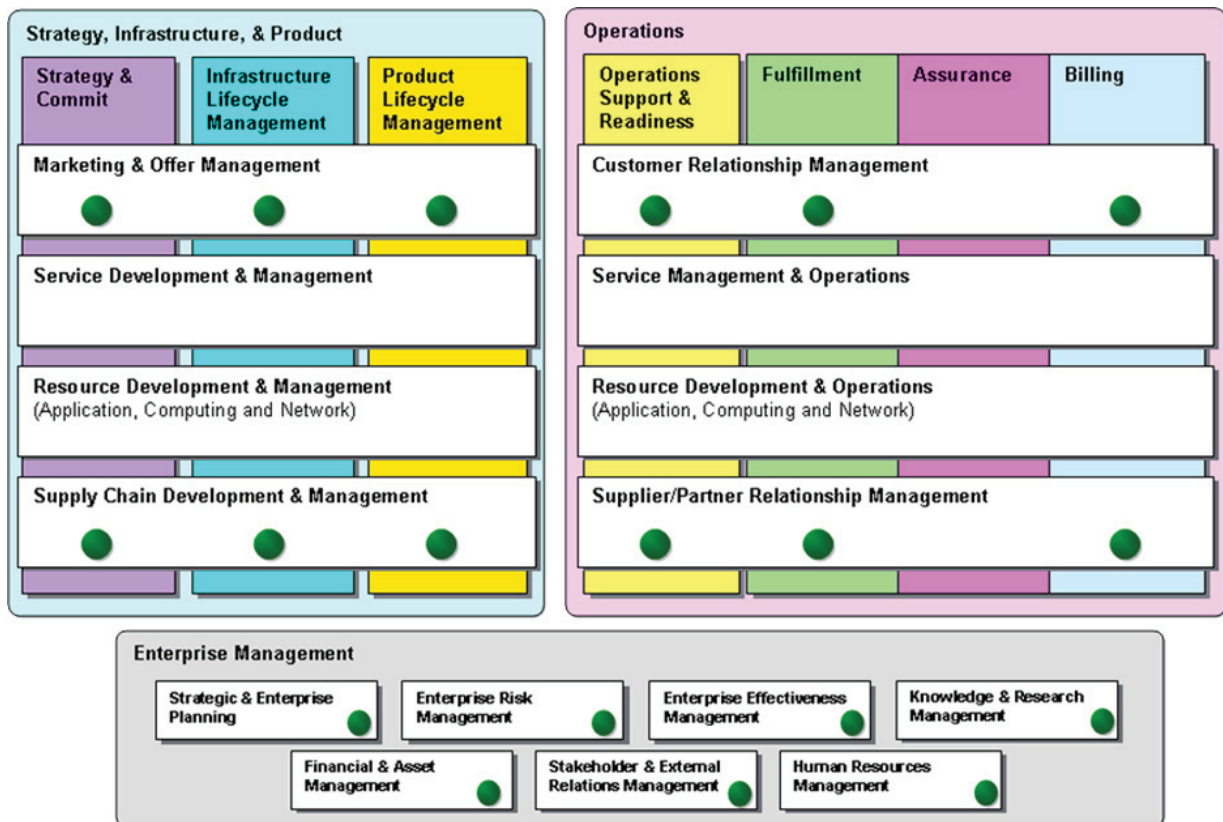 Strategy, Infrastructure, & Product
Strategy &
Commit
Infrastructure
Lifecycle
Management
Product
Lifecycle
Management
Marketing & Offer Management
Service Development & Management
Resource Development & Management
(Application, Computing and Network)
Supply Chain Development & Management
Operations
Operations
Support &
Readiness
Fulfillment
Assurance
Billing
Customer Relationship Management
Service Management & Operations
Resource Development & Operations
(Application, Computing and Network)
Supplier/Partner Relationship Management
Enterprise Management
Strategic & Enterprise
Planning
Enterprise Risk
Management
Enterprise Effectiveness
Management
Knowledge & Research
Management
Financial & Asset
Management
Stakeholder & External
Relations Management
Human Resources
Management